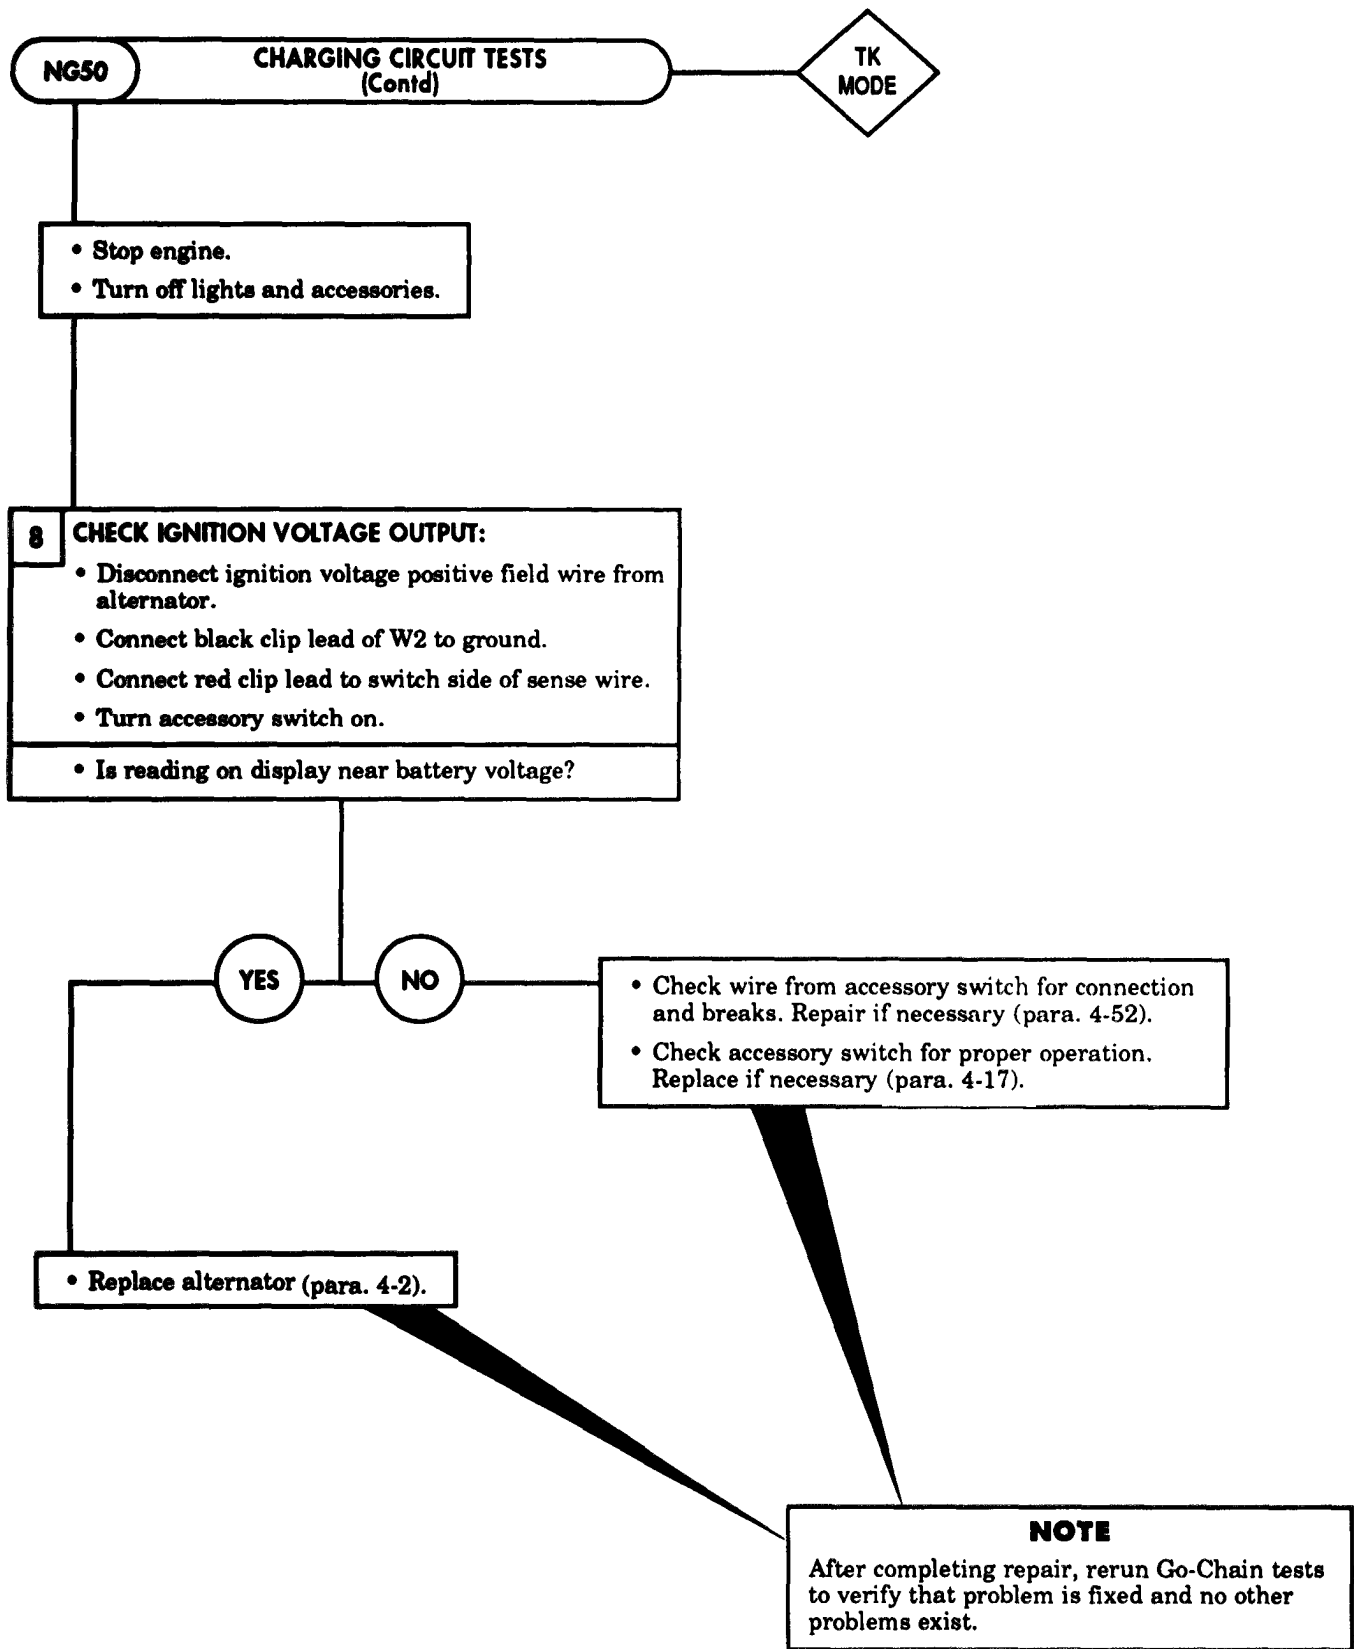 NG50
CHARGING CIRCUIT TESTS
(Contd)
TK
MODE
• Stop engine.
• Turn off lights and accessories.
8 CHECK IGNITION VOLTAGE OUTPUT:
• Disconnect ignition voltage positive field wire from
alternator.
• Connect black clip lead of W2 to ground.
• Connect red clip lead to switch side of sense wire.
• Turn accessory switch on.
• Is reading on display near battery voltage?
YES
NO
• Check wire from accessory switch for connection
and breaks. Repair if necessary (para. 4-52).
• Check accessory switch for proper operation.
Replace if necessary (para. 4-17).
• Replace alternator (para. 4-2).
NOTE
After completing repair, rerun Go-Chain tests
to verify that problem is fixed and no other
problems exist.